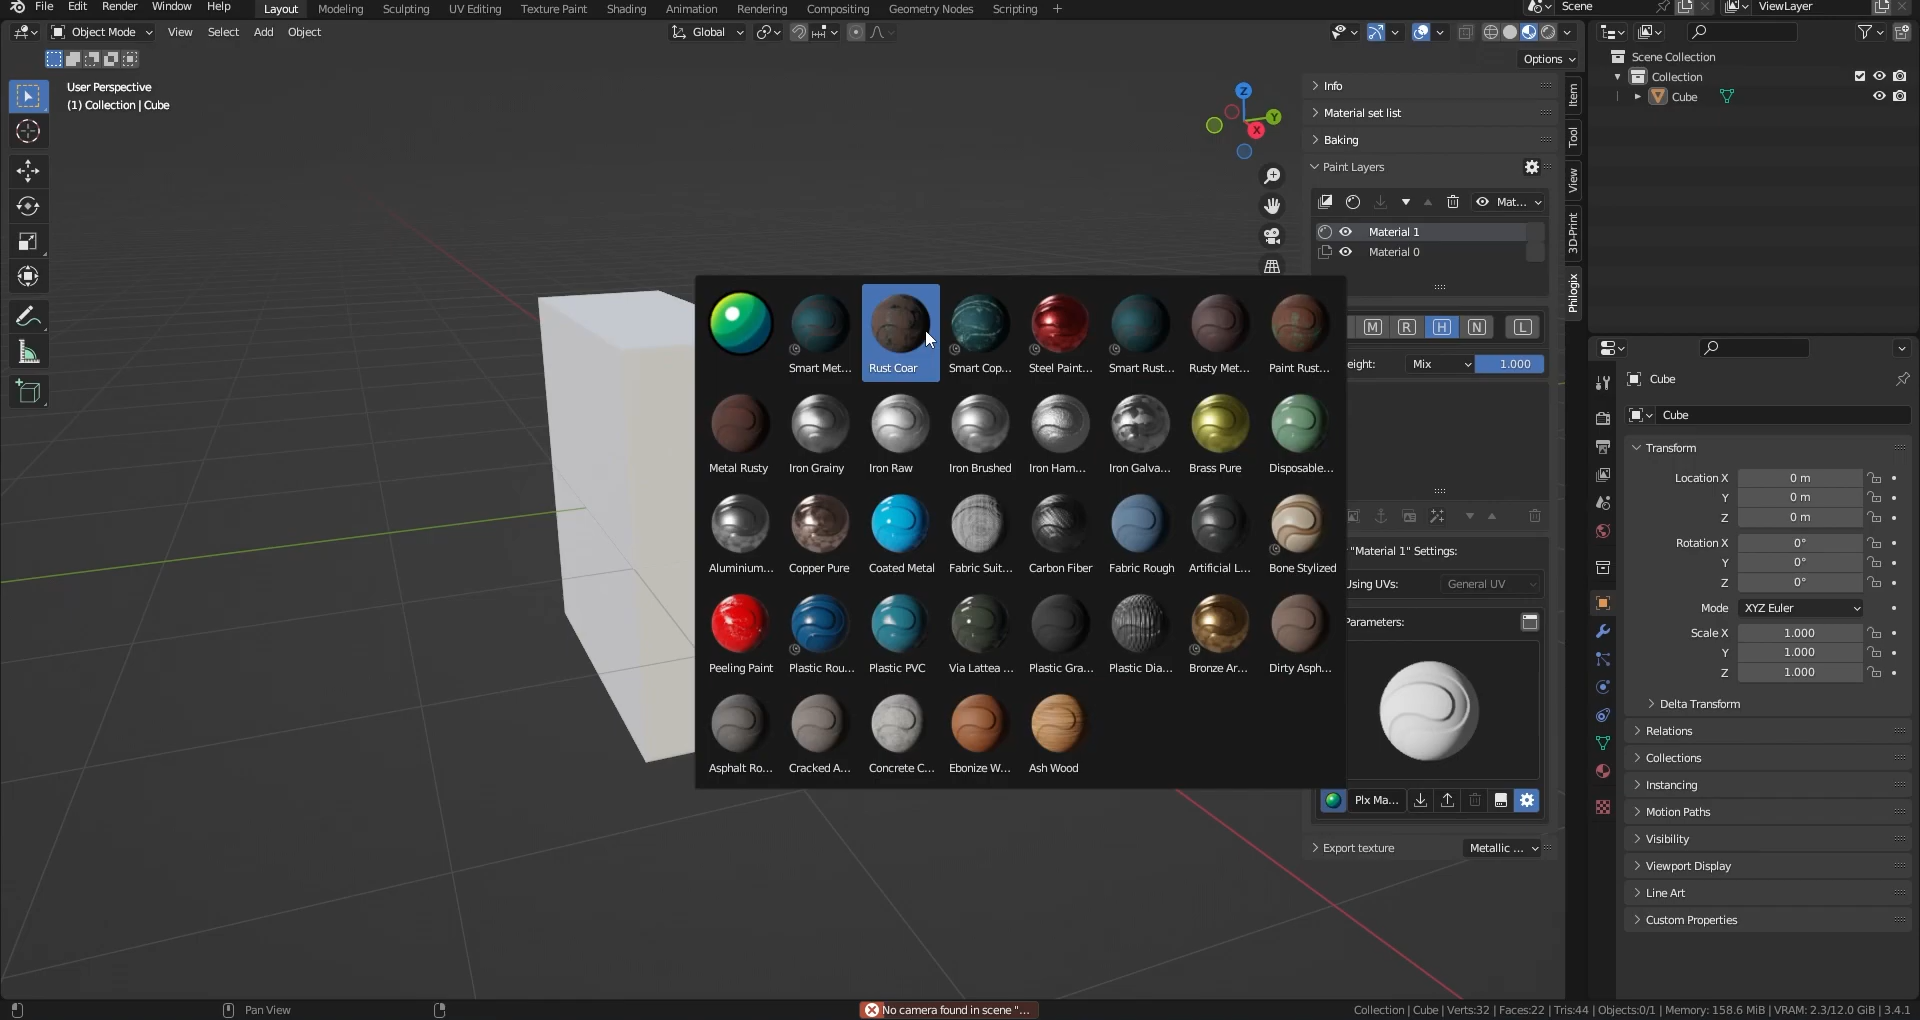 File Edit Render Window Help Layout Modeling Sculpting UV Editing Texture Paint Shading Animation Rendering Compositing Geometry Nodes Scripting + Scene ViewLayer
Object Mode View Select Add Object Global
Options
User Perspective
(1) Collection | Cube
Z
Y
X
Info
Material set list
Baking
Paint Layers
Mat...
Material 1
Material 0
M R H N L
eight: Mix 1.000
Item
Tool
View
3D-Print
Philogix
Smart Met... Rust Coar Smart Cop... Steel Paint... Smart Rust... Rusty Met... Paint Rust...
Metal Rusty Iron Grainy Iron Raw Iron Brushed Iron Ham... Iron Galva... Brass Pure Disposable...
Aluminium... Copper Pure Coated Metal Fabric Suit... Carbon Fiber Fabric Rough Artificial L... Bone Stylized
Peeling Paint Plastic Rou... Plastic PVC Via Lattea ... Plastic Gra... Plastic Dia... Bronze Ar... Dirty Asph...
Asphalt Ro... Cracked A... Concrete C... Ebonize W... Ash Wood
"Material 1" Settings:
Using UVs: General UV
Parameters:
Plx Ma...
Export texture Metallic ...
Scene Collection
Collection
Cube
Cube
Cube
Transform
Location X 0 m
Y 0 m
Z 0 m
Rotation X 0°
Y 0°
Z 0°
Mode XYZ Euler
Scale X 1.000
Y 1.000
Z 1.000
Delta Transform
Relations
Collections
Instancing
Motion Paths
Visibility
Viewport Display
Line Art
Custom Properties
Pan View
No camera found in scene "...
Collection | Cube | Verts:32 | Faces:22 | Tris:44 | Objects:0/1 | Memory: 158.6 MiB | VRAM: 2.3/12.0 GiB | 3.4.1